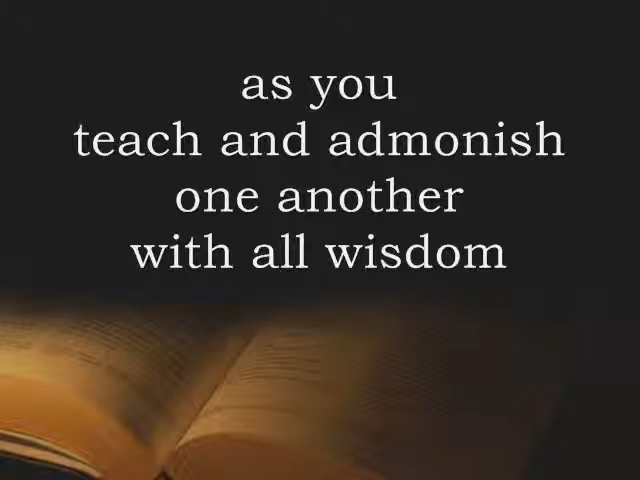 as you
teach and admonish
one another
with all wisdom